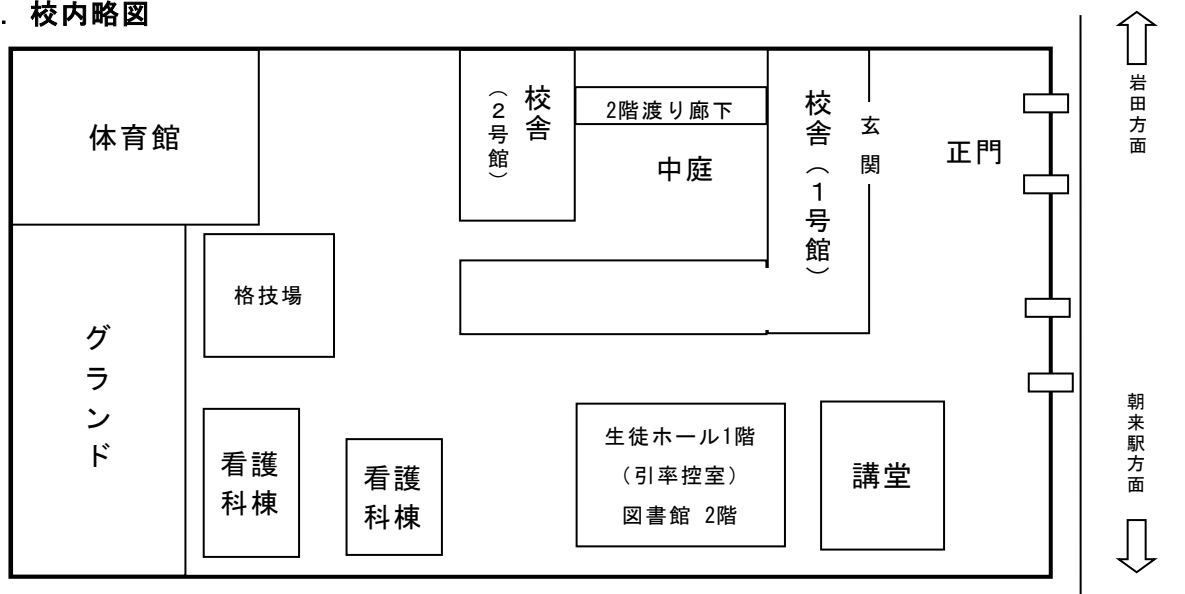 . 校内略図
体育館
校舎
（２号館）
2階渡り廊下
中庭
校舎（１号館）
玄関
正門
岩田方面
格技場
グランド
看護
科棟
看護
科棟
生徒ホール1階
（引率控室）
図書館 2階
講堂
朝来駅方面